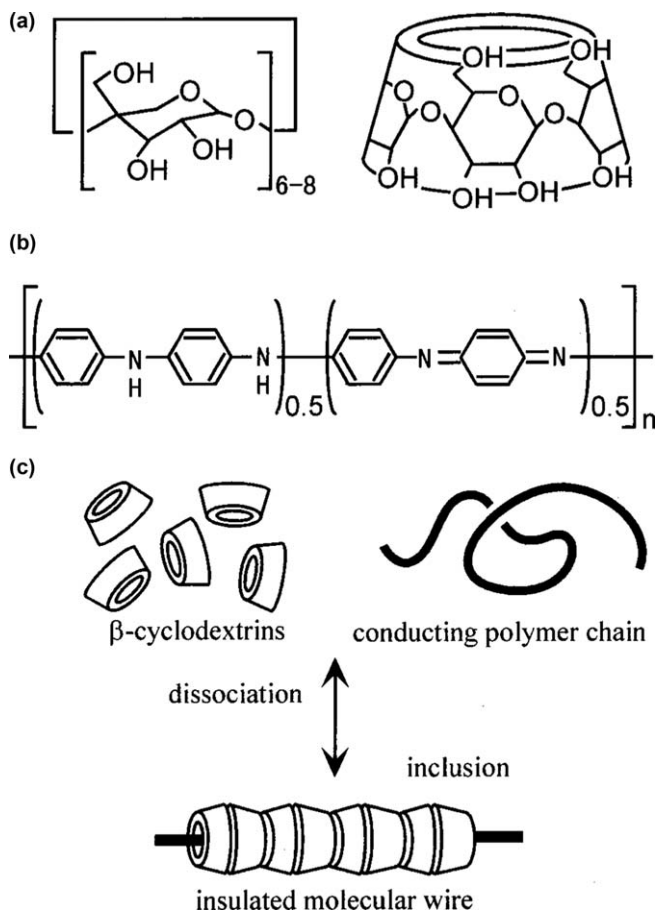 (a)
OH
O
O
OH
OH
6-8
OH
OH
O
O
O
O
OH
OH
OH
OH
(b)
N
H
N
H
0.5
N
N
0.5
n
(c)
β-cyclodextrins
conducting polymer chain
dissociation
inclusion
insulated molecular wire